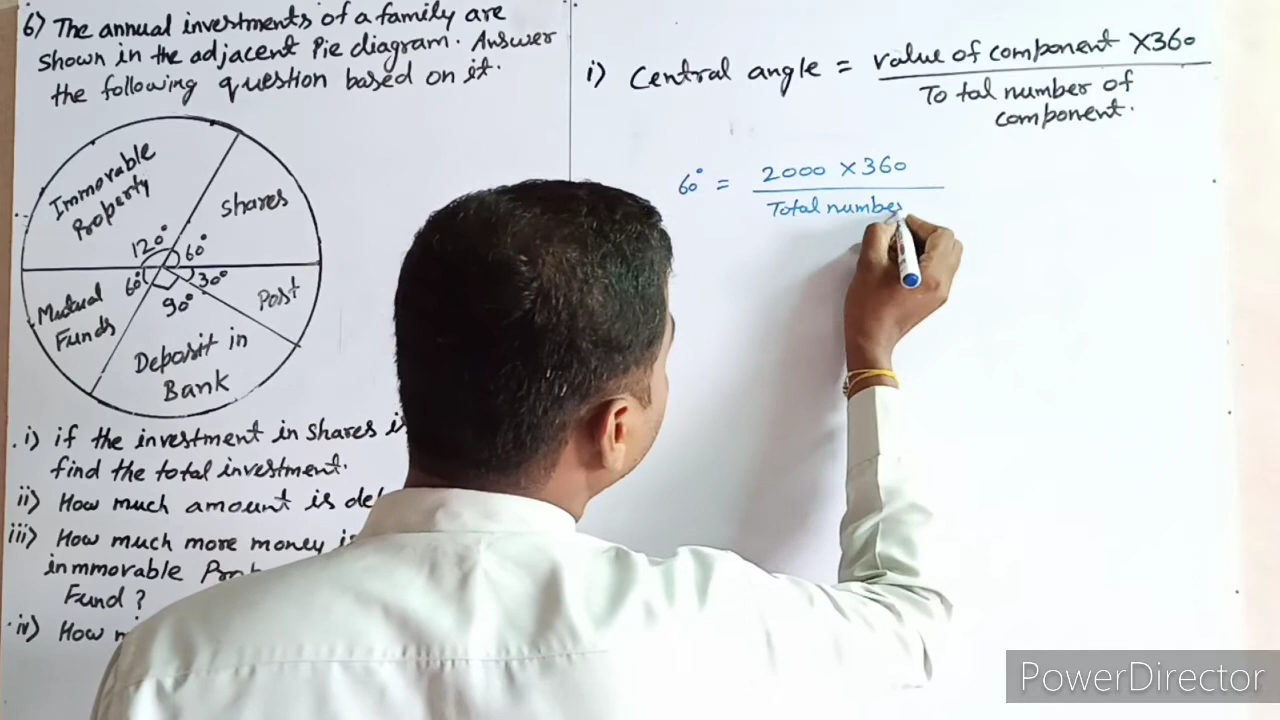 6) The annual investments of a family are
shown in the adjacent Pie diagram. Answer
the following question based on it.
Immovable
Property
Shares
120°
60°
60°
30°
90°
Mutual
Funds
Post
Deposit in
Bank
i) if the investment in shares
find the total investment.
ii) How much amount is
iii) How much more money
inmmorable
Fund ?
iv) How
i) Central angle = value of component X360
To tal number of
component.
60° = 2000 X 360
Total number
PowerDirector